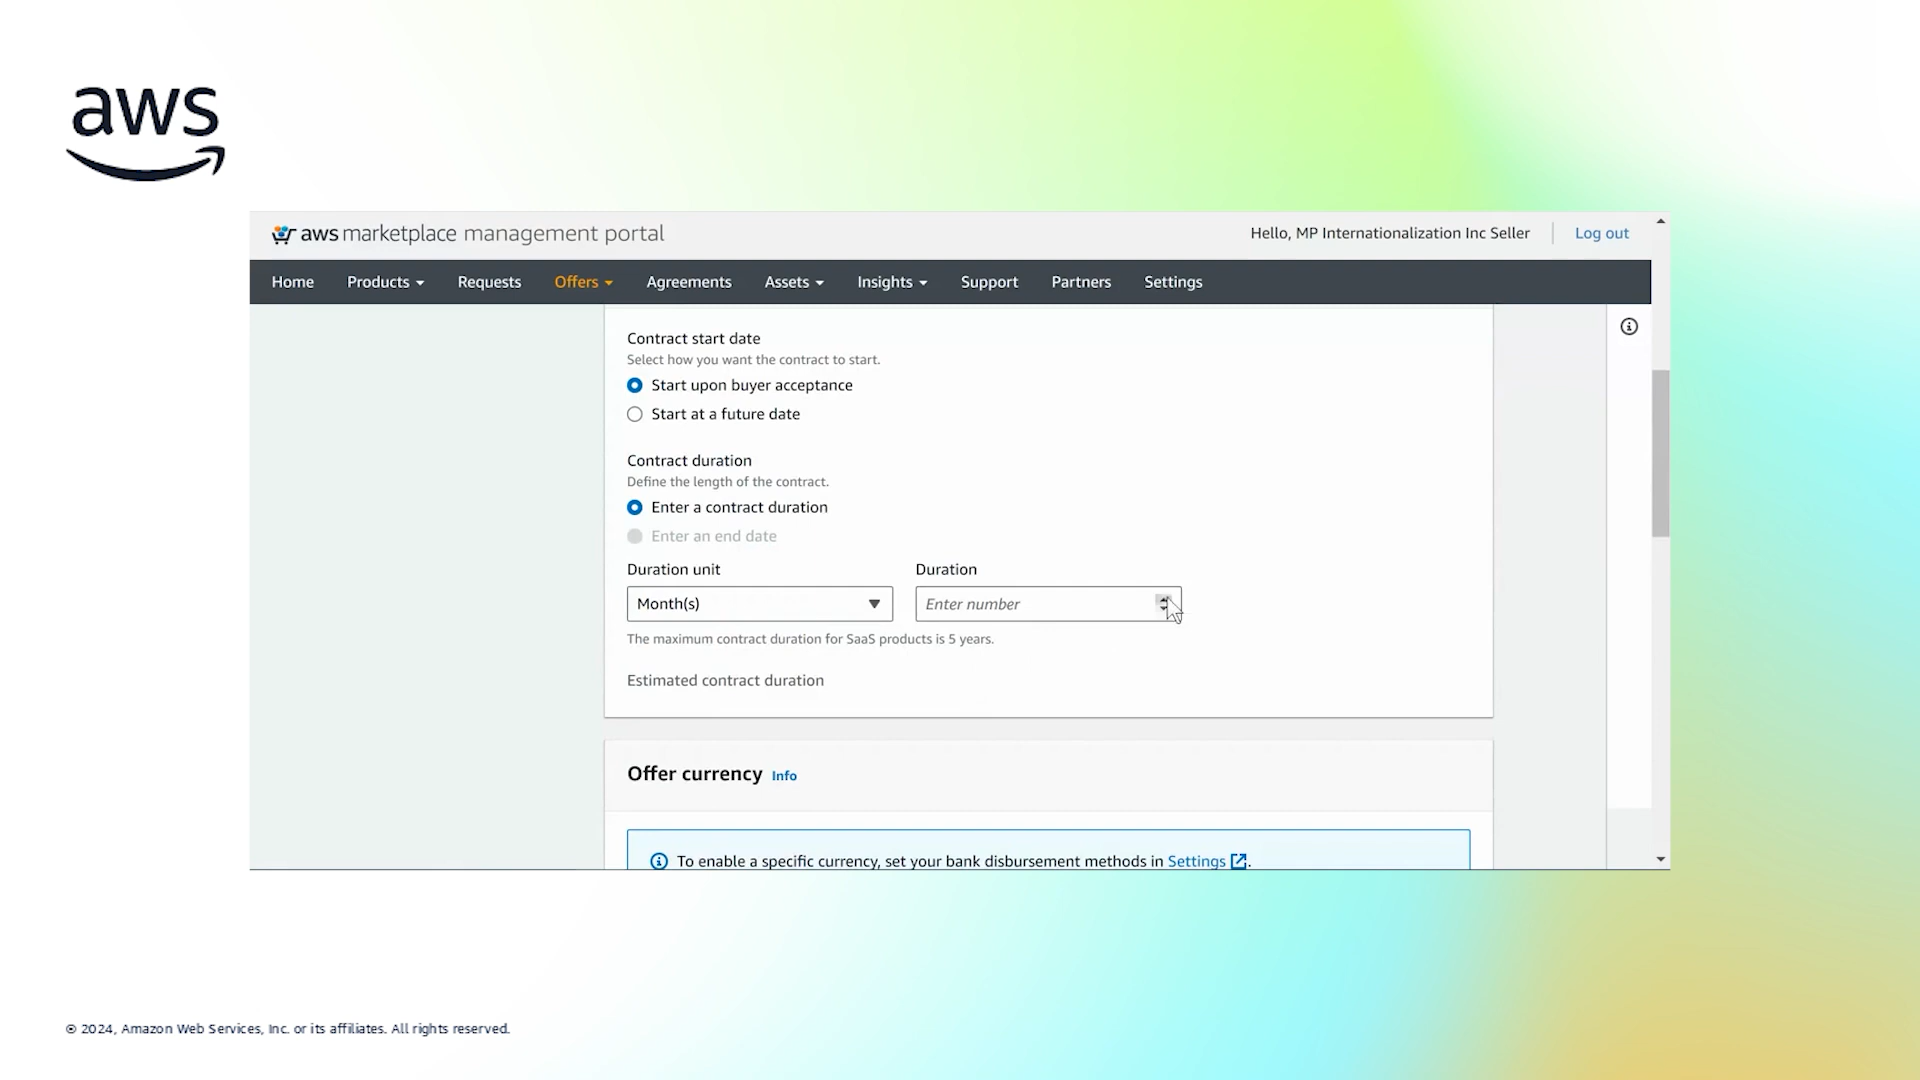 aws
aws marketplace management portal
Hello, MP Internationalization Inc Seller
Log out
Home Products Requests Offers Agreements Assets Insights Support Partners Settings
Contract start date
Select how you want the contract to start.
Start upon buyer acceptance
Start at a future date
Contract duration
Define the length of the contract.
Enter a contract duration
Enter an end date
Duration unit Duration
Month(s) Enter number
The maximum contract duration for SaaS products is 5 years.
Estimated contract duration
Offer currency Info
To enable a specific currency, set your bank disbursement methods in Settings.
© 2024, Amazon Web Services, Inc. or its affiliates. All rights reserved.